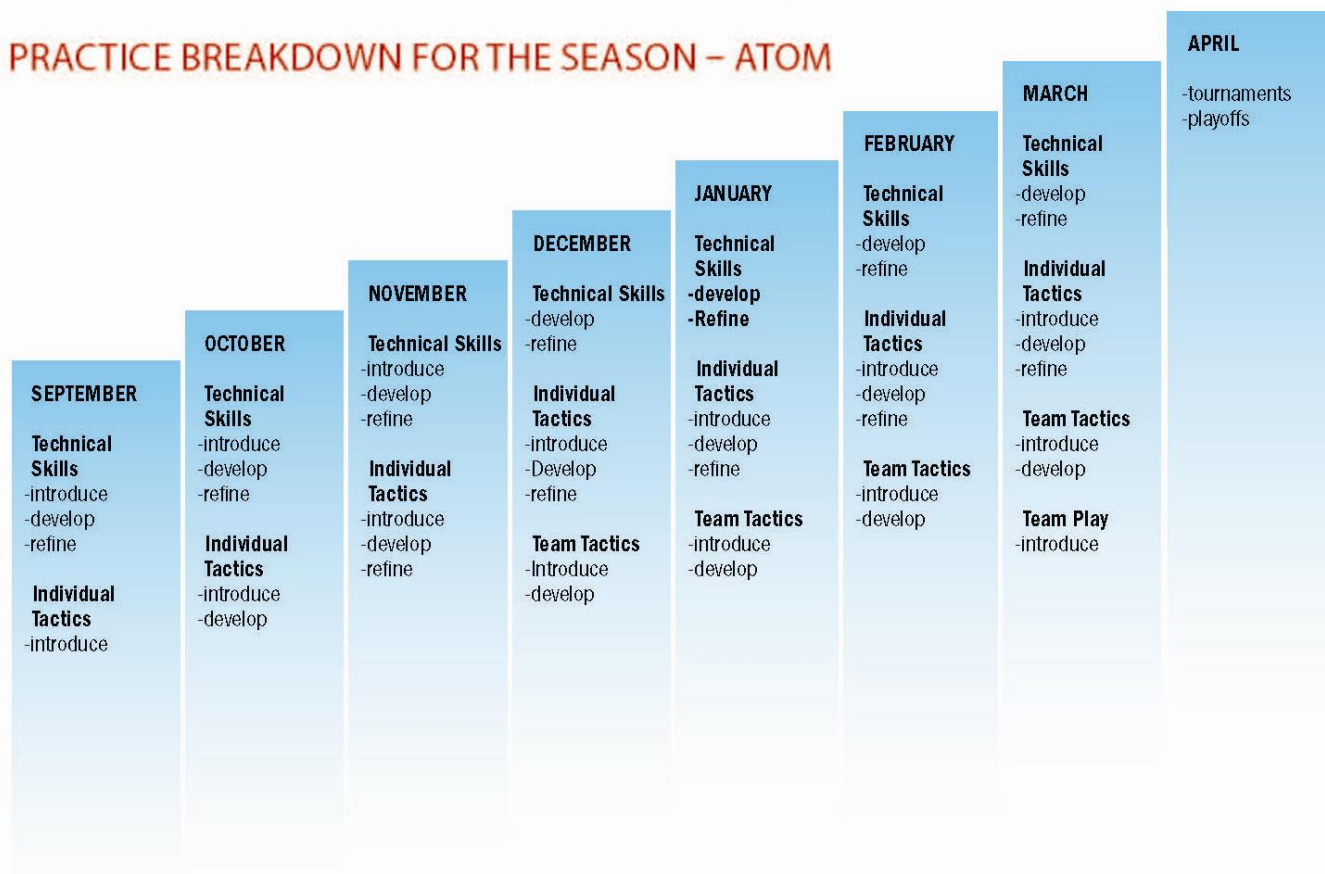 PRACTICE BREAKDOWN FOR THE SEASON – ATOM
SEPTEMBER
Technical
Skills
-introduce
-develop
-refine
Individual
Tactics
-introduce
OCTOBER
Technical
Skills
-introduce
-develop
-refine
Individual
Tactics
-introduce
-develop
NOVEMBER
Technical Skills
-introduce
-develop
-refine
Individual
Tactics
-introduce
-develop
-refine
DECEMBER
Technical Skills
-develop
-refine
Individual
Tactics
-introduce
-Develop
-refine
Team Tactics
-Introduce
-develop
JANUARY
Technical
Skills
-develop
-Refine
Individual
Tactics
-introduce
-develop
-refine
Team Tactics
-introduce
-develop
FEBRUARY
Technical
Skills
-develop
-refine
Individual
Tactics
-introduce
-develop
-refine
Team Tactics
-introduce
-develop
MARCH
Technical
Skills
-develop
-refine
Individual
Tactics
-introduce
-develop
-refine
Team Tactics
-introduce
-develop
Team Play
-introduce
APRIL
-tournaments
-playoffs